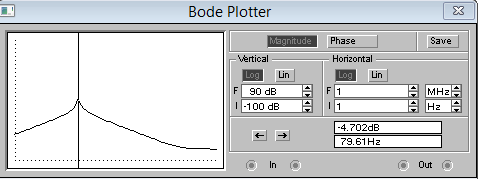 Bode Plotter
Magnitude Phase Save
Vertical Horizontal
Log Lin Log Lin
F 90 dB F 1 MHz
I -100 dB I 1 Hz
-4.702dB
79.61Hz
In Out